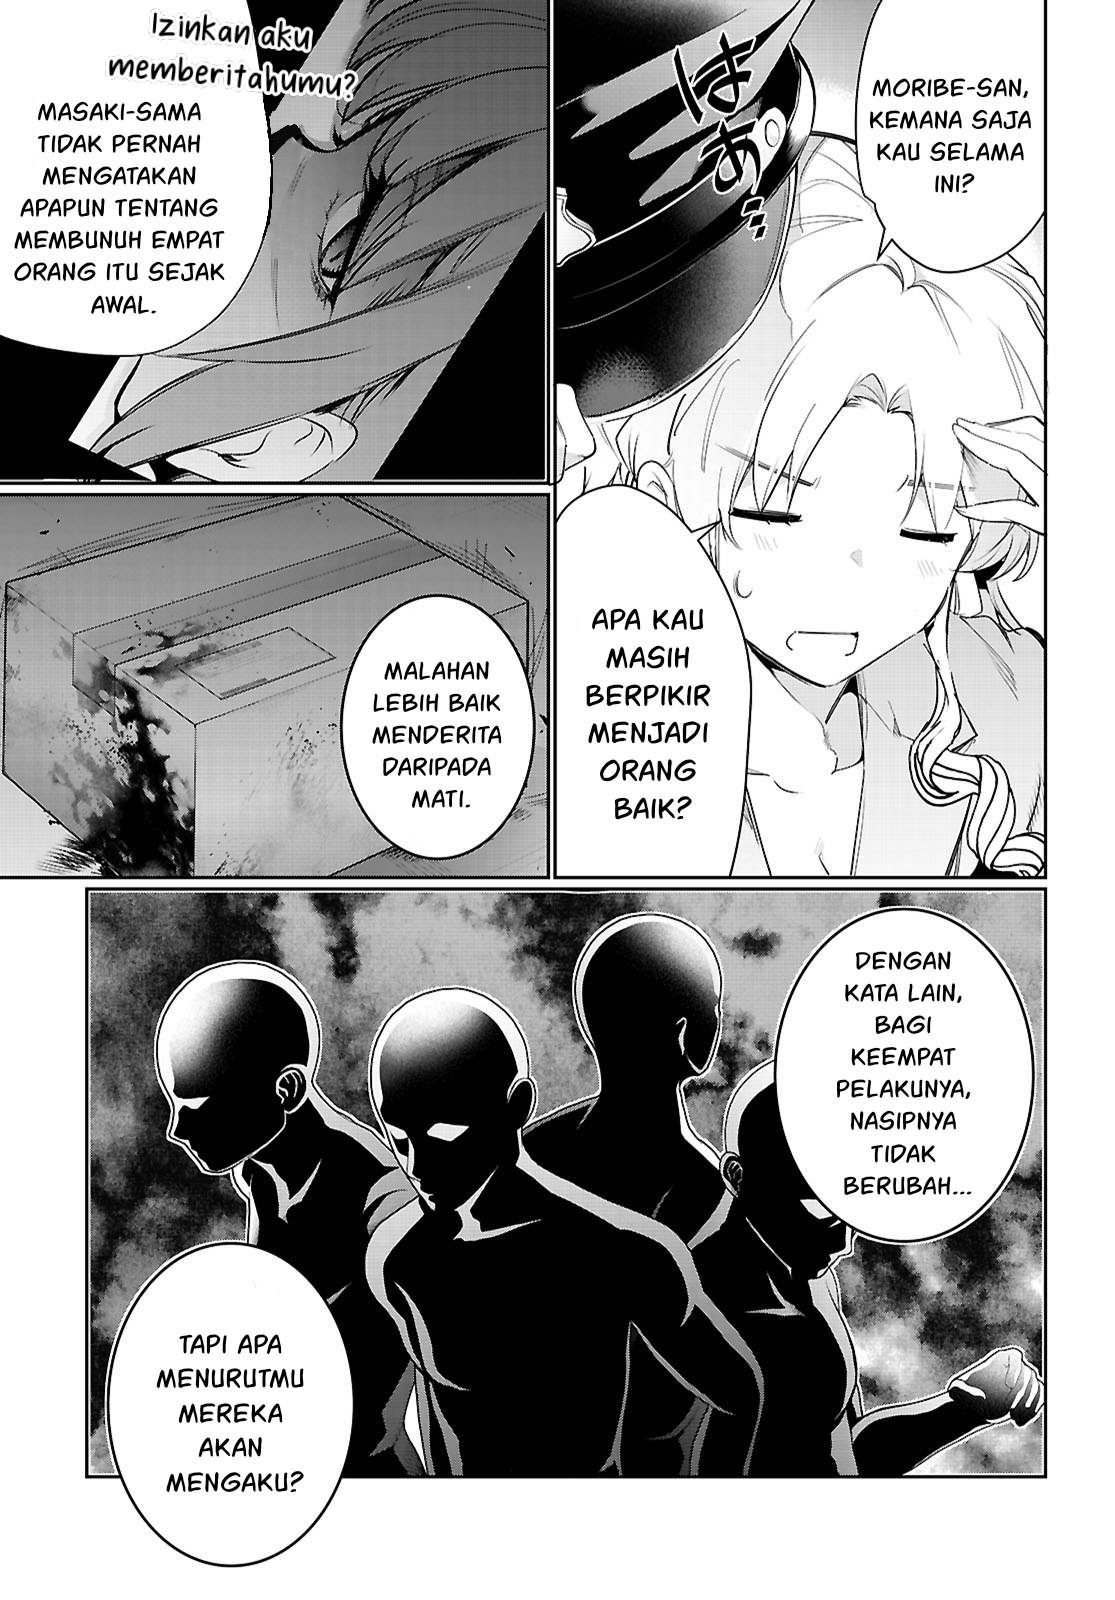 MORIBE-SAN,
KEMANA SAJA
KAU SELAMA
INI?
はあ…
APA KAU
MASIH
BERPIKIR
MENJADI
ORANG
BAIK?
Izinkan aku
memberitahumu?
MASAKI-SAMA
TIDAK PERNAH
MENGATAKAN
APAPUN TENTANG
MEMBUNUH EMPAT
ORANG ITU SEJAK
AWAL.
MALAHAN
LEBIH BAIK
MENDERITA
DARIPADA
MATI.
DENGAN
KATA LAIN,
BAGI
KEEMPAT
PELAKUNYA,
NASIPNYA
TIDAK
BERUBAH...
TAPI APA
MENURUTMU
MEREKA
AKAN
MENGAKU?